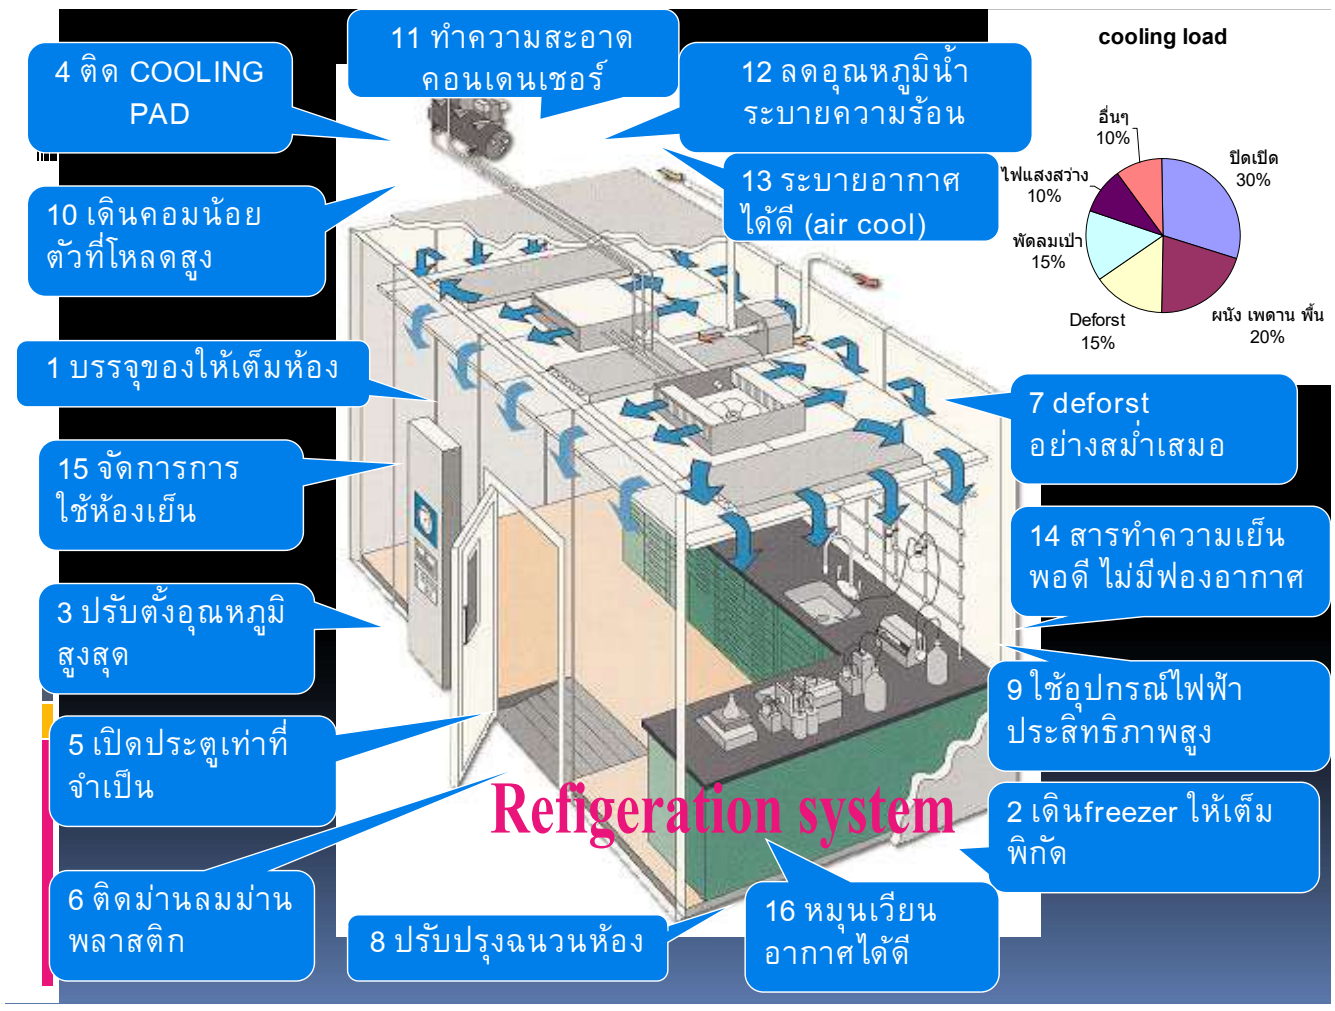 11 ทำความสะอาด
คอนเดนเซอร์
cooling load
4 ติด COOLING
PAD
12 ลดอุณหภูมิน้ำ
ระบายความร้อน
อื่นๆ
10%
ปิดเปิด
30%
ไฟแสงสว่าง
10%
13 ระบายอากาศ
ได้ดี (air cool)
10 เดินคอมน้อย
ตัวที่โหลดสูง
พัดลมเป่า
15%
Deforst
15%
ผนัง เพดาน พื้น
20%
1 บรรจุของให้เต็มห้อง
7 deforst
อย่างสม่ำเสมอ
15 จัดการการ
ใช้ห้องเย็น
14 สารทำความเย็น
พอดี ไม่มีฟองอากาศ
3 ปรับตั้งอุณหภูมิ
สูงสุด
9 ใช้อุปกรณ์ไฟฟ้า
ประสิทธิภาพสูง
5 เปิดประตูเท่าที่
จำเป็น
Refigeration system
2 เดินfreezer ให้เต็ม
พิกัด
6 ติดม่านลมม่าน
พลาสติก
16 หมุนเวียน
อากาศได้ดี
8 ปรับปรุงฉนวนห้อง